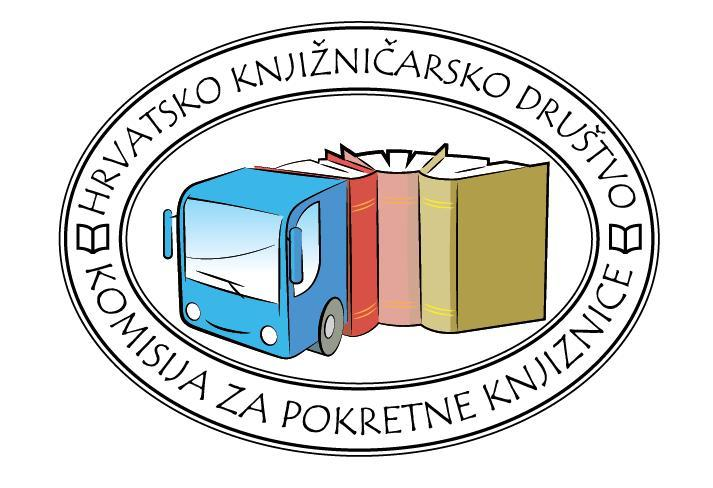 HRVATSKO KNJIŽNIČARSKO DRUŠTVO
KOMISIJA ZA POKRETNE KNJIZNICE